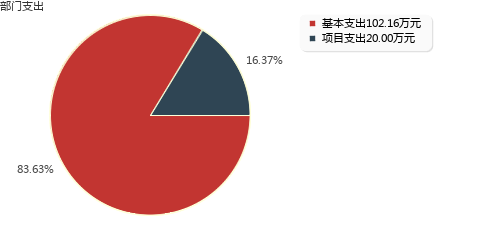 部门支出
基本支出102.16万元
项目支出20.00万元
16.37%
83.63%